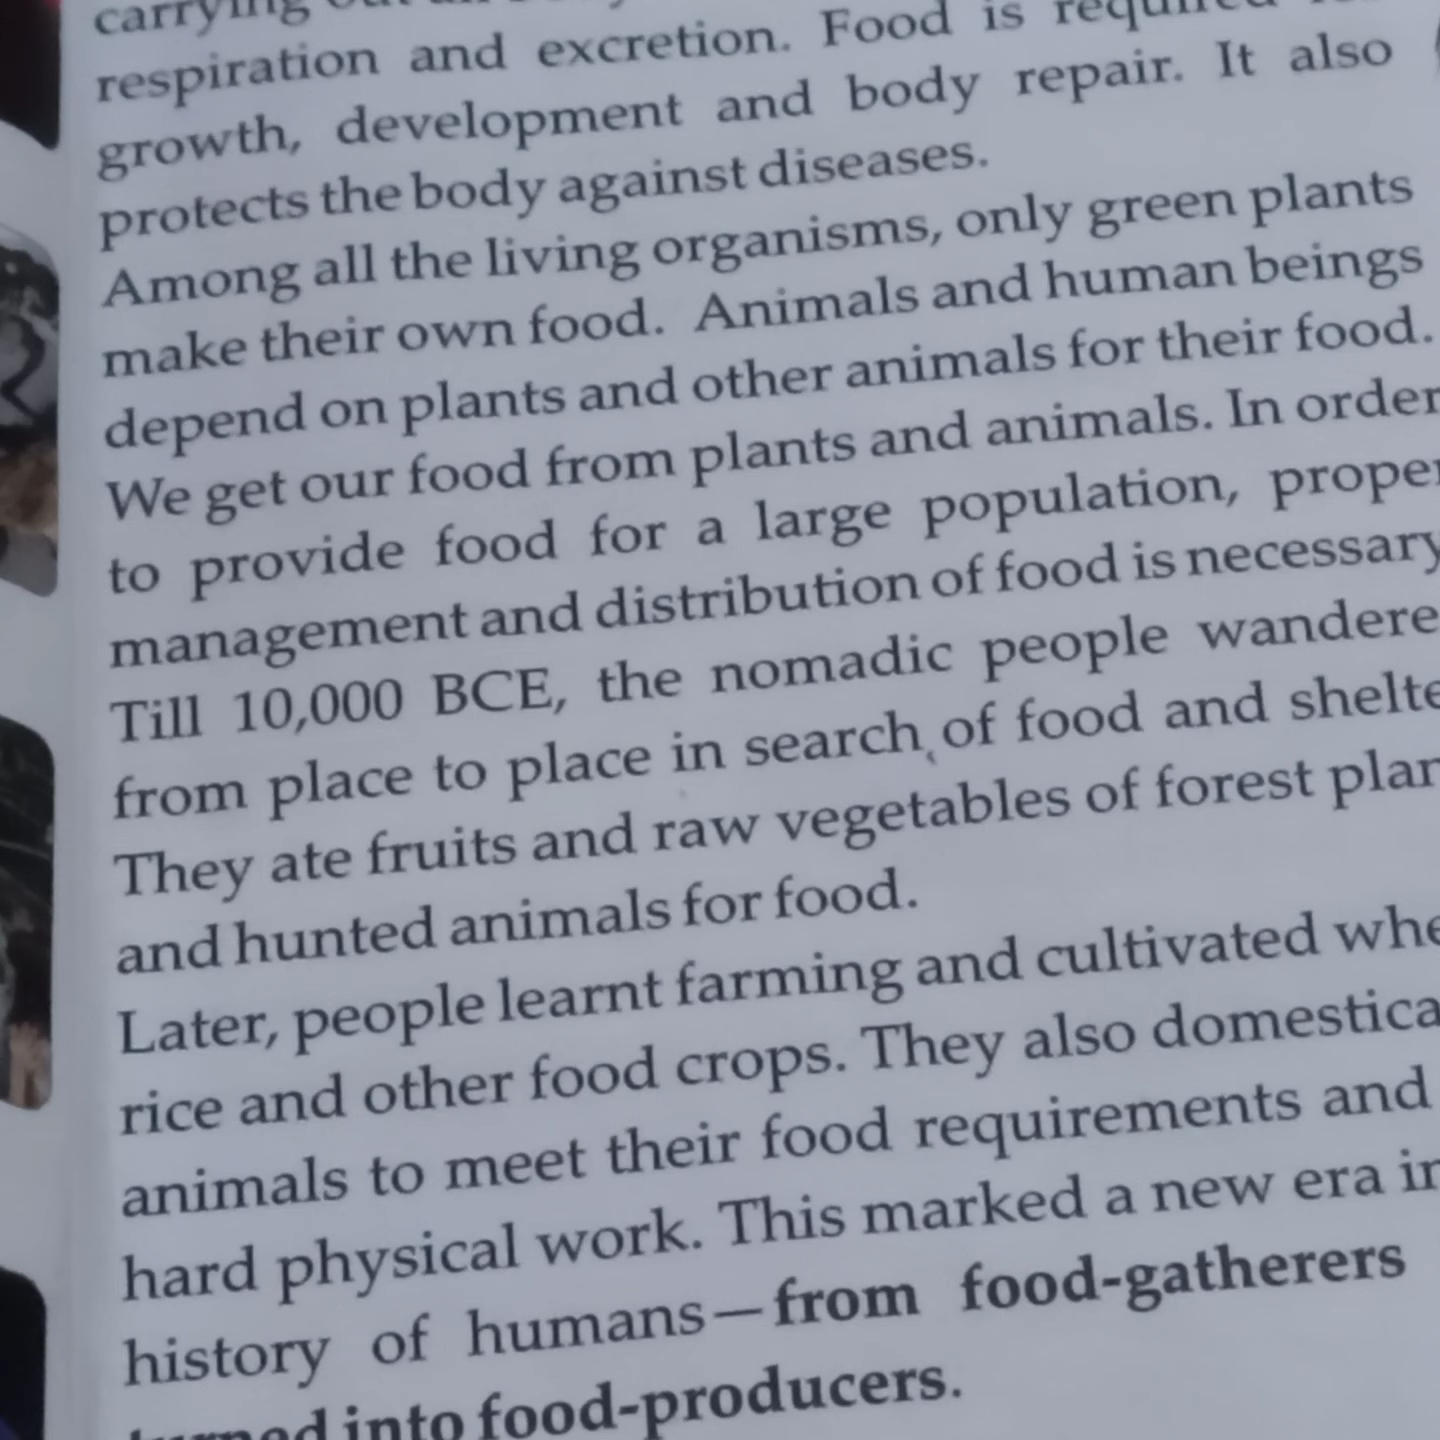 carrying
respiration and excretion. Food is required
growth, development and body repair. It also
protects the body against diseases.
Among all the living organisms, only green plants
make their own food. Animals and human beings
depend on plants and other animals for their food.
We get our food from plants and animals. In order
to provide food for a large population, proper
management and distribution of food is necessary
Till 10,000 BCE, the nomadic people wandere
from place to place in search of food and shelte
They ate fruits and raw vegetables of forest plan
and hunted animals for food.
Later, people learnt farming and cultivated whe
rice and other food crops. They also domestica
animals to meet their food requirements and
hard physical work. This marked a new era in
history of humans—from food-gatherers
turned into food-producers.